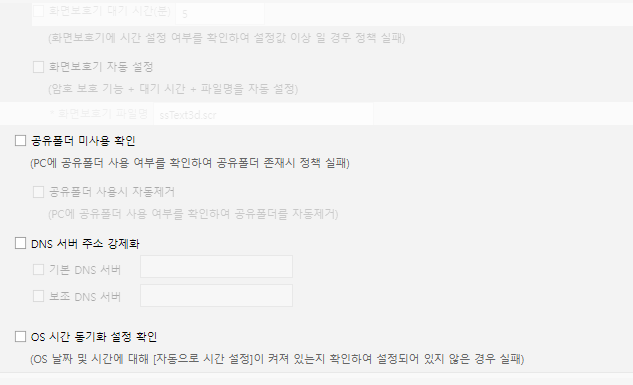 화면보호기 대기 시간(분) 5
(화면보호기에 시간 설정 여부를 확인하여 설정값 이상 일 경우 정책 실패)
화면보호기 자동 설정
(암호 보호 기능 + 대기 시간 + 파일명을 자동 설정)
* 화면보호기 파일명 ssText3d.scr
공유폴더 미사용 확인
(PC에 공유폴더 사용 여부를 확인하여 공유폴더 존재시 정책 실패)
공유폴더 사용시 자동제거
(PC에 공유폴더 사용 여부를 확인하여 공유폴더를 자동제거)
DNS 서버 주소 강제화
기본 DNS 서버
보조 DNS 서버
OS 시간 동기화 설정 확인
(OS 날짜 및 시간에 대해 [자동으로 시간 설정]이 켜져 있는지 확인하여 설정되어 있지 않은 경우 실패)